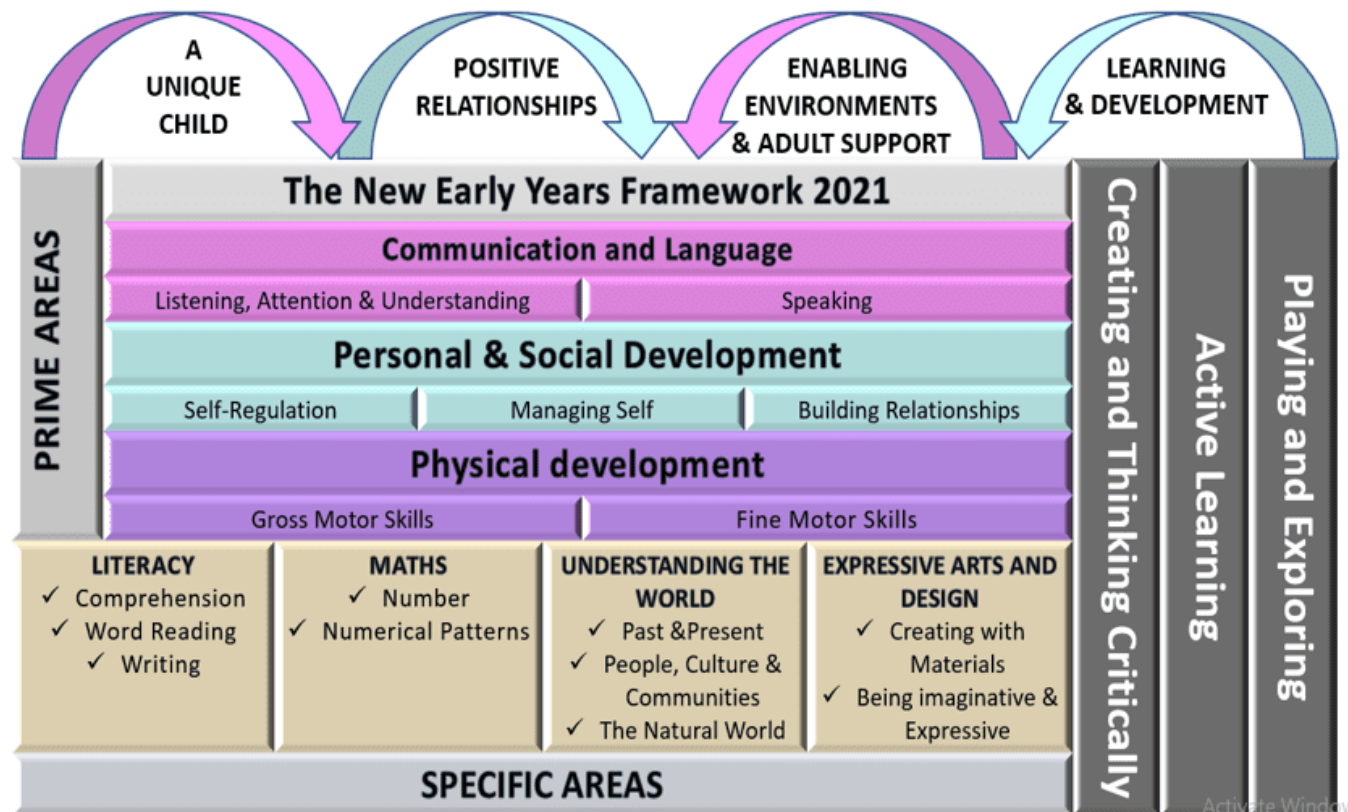 A
UNIQUE
CHILD
POSITIVE
RELATIONSHIPS
ENABLING
ENVIRONMENTS
& ADULT SUPPORT
LEARNING
& DEVELOPMENT
PRIME AREAS
The New Early Years Framework 2021
Communication and Language
Listening, Attention & Understanding
Speaking
Personal & Social Development
Self-Regulation
Managing Self
Building Relationships
Physical development
Gross Motor Skills
Fine Motor Skills
LITERACY
✓ Comprehension
✓ Word Reading
✓ Writing
MATHS
✓ Number
✓ Numerical Patterns
UNDERSTANDING THE
WORLD
✓ Past &Present
✓ People, Culture &
Communities
✓ The Natural World
EXPRESSIVE ARTS AND
DESIGN
✓ Creating with
Materials
✓ Being imaginative &
Expressive
SPECIFIC AREAS
Creating and Thinking Critically
Active Learning
Playing and Exploring
Activate Window